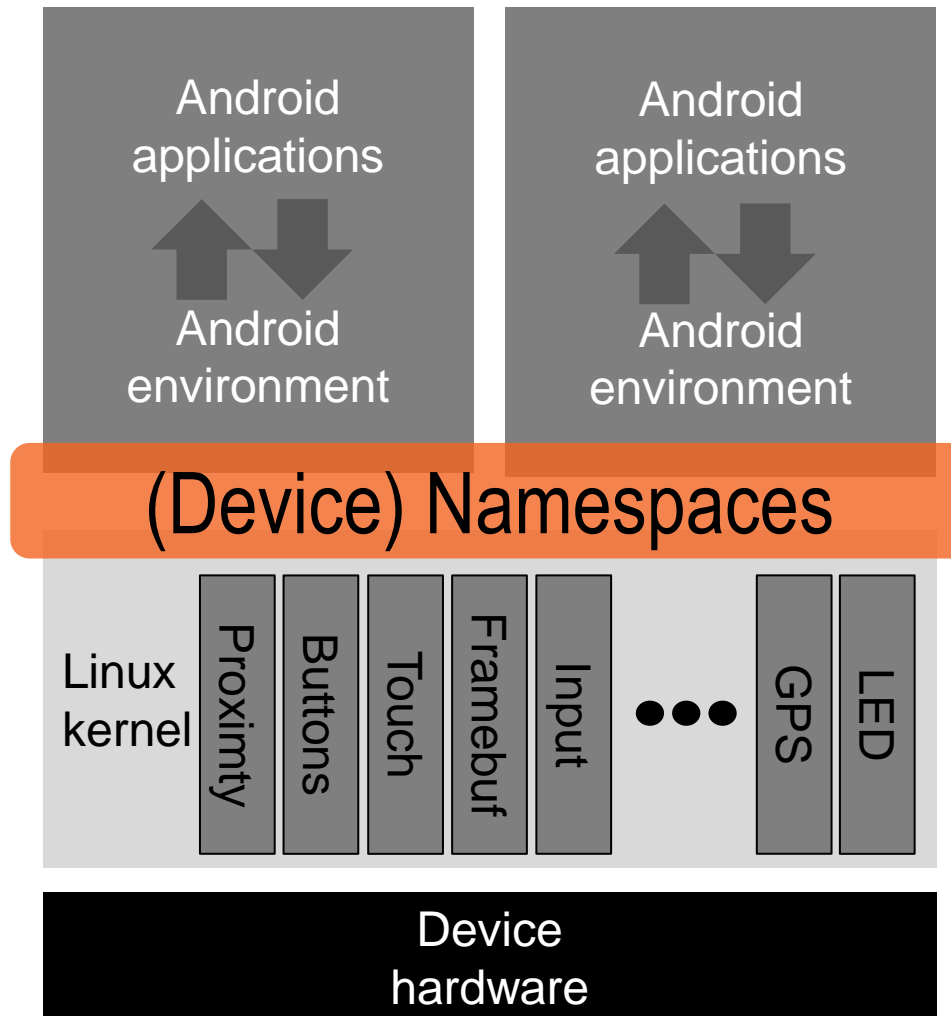 Android
applications
Android
environment
Android
applications
Android
environment
(Device) Namespaces
Linux
kernel
Proximty
Buttons
Touch
Framebuf
Input
GPS
LED
Device
hardware